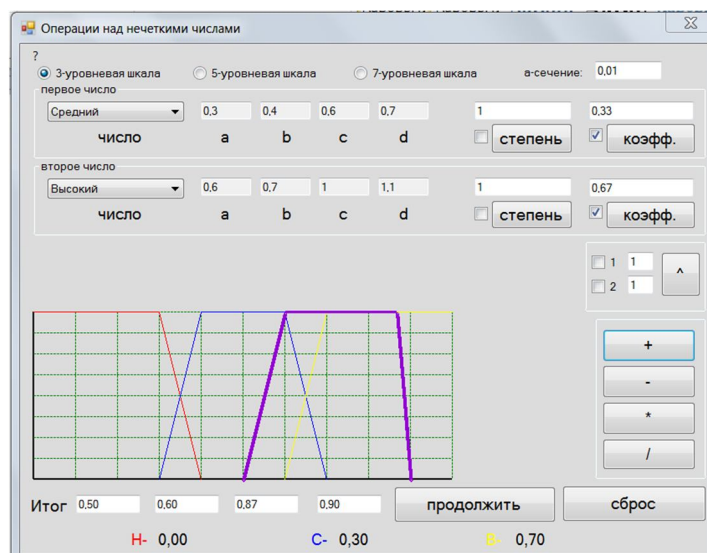 Операции над нечеткими числами
?
3-уровневая шкала 5-уровневая шкала 7-уровневая шкала а-сечение: 0,01
первое число
Средний 0,3 0,4 0,6 0,7 1 0,33
число a b c d степень коэфф.
второе число
Высокий 0,6 0,7 1 1,1 1 0,67
число a b c d степень коэфф.
1 1 ^
2 1
+
-
*
/
Итог 0,50 0,60 0,87 0,90 продолжить сброс
Н- 0,00 С- 0,30 В- 0,70